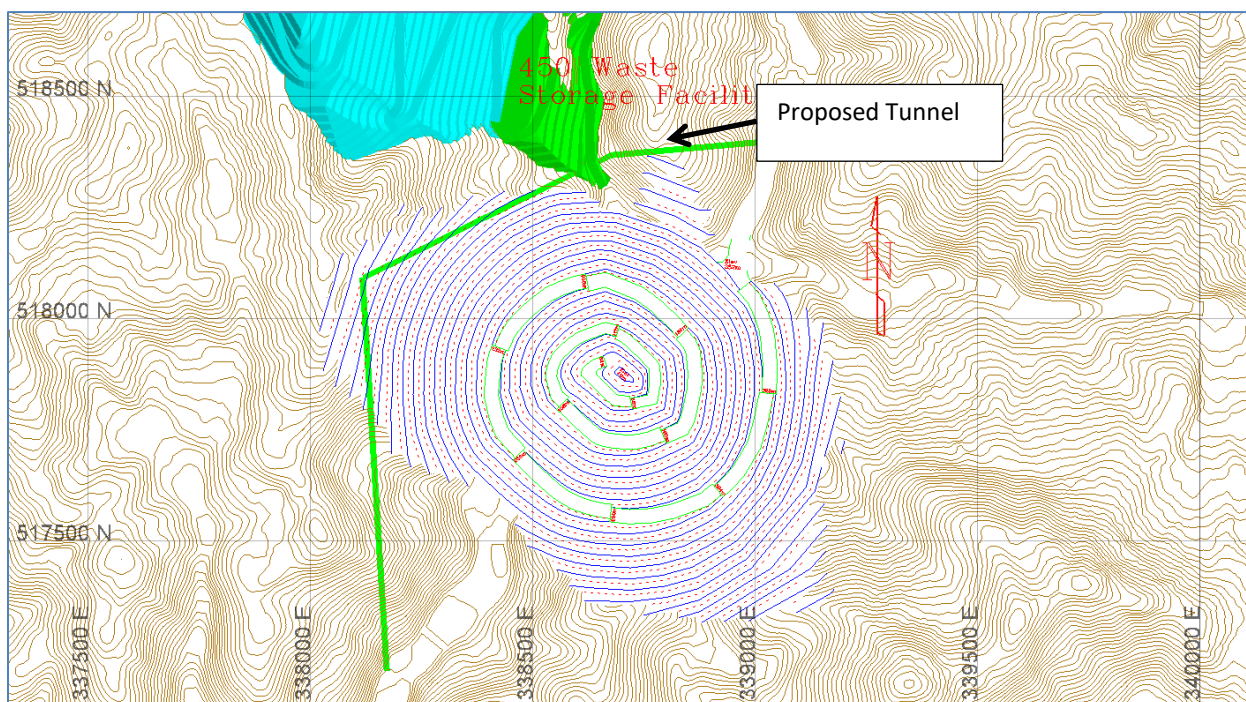 450 Waste
Storage Facilit
518500 N
Proposed Tunnel
N
518000 N
517500 N
337500 E
338000 E
338500 E
339000 E
339500 E
340000 E